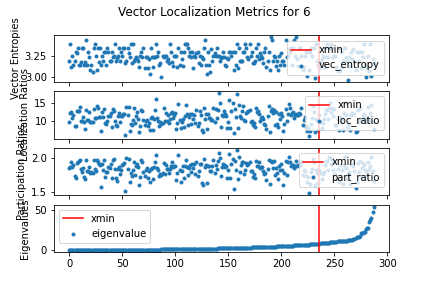 Vector Localization Metrics for 6
Vector Entropies
3.25
3.00
xmin
vec_entropy
Localization Ratios
15
10
xmin
loc_ratio
Participation Ratios
2.0
1.5
xmin
part_ratio
Eigenvalues
50
0
xmin
eigenvalue
0 50 100 150 200 250 300